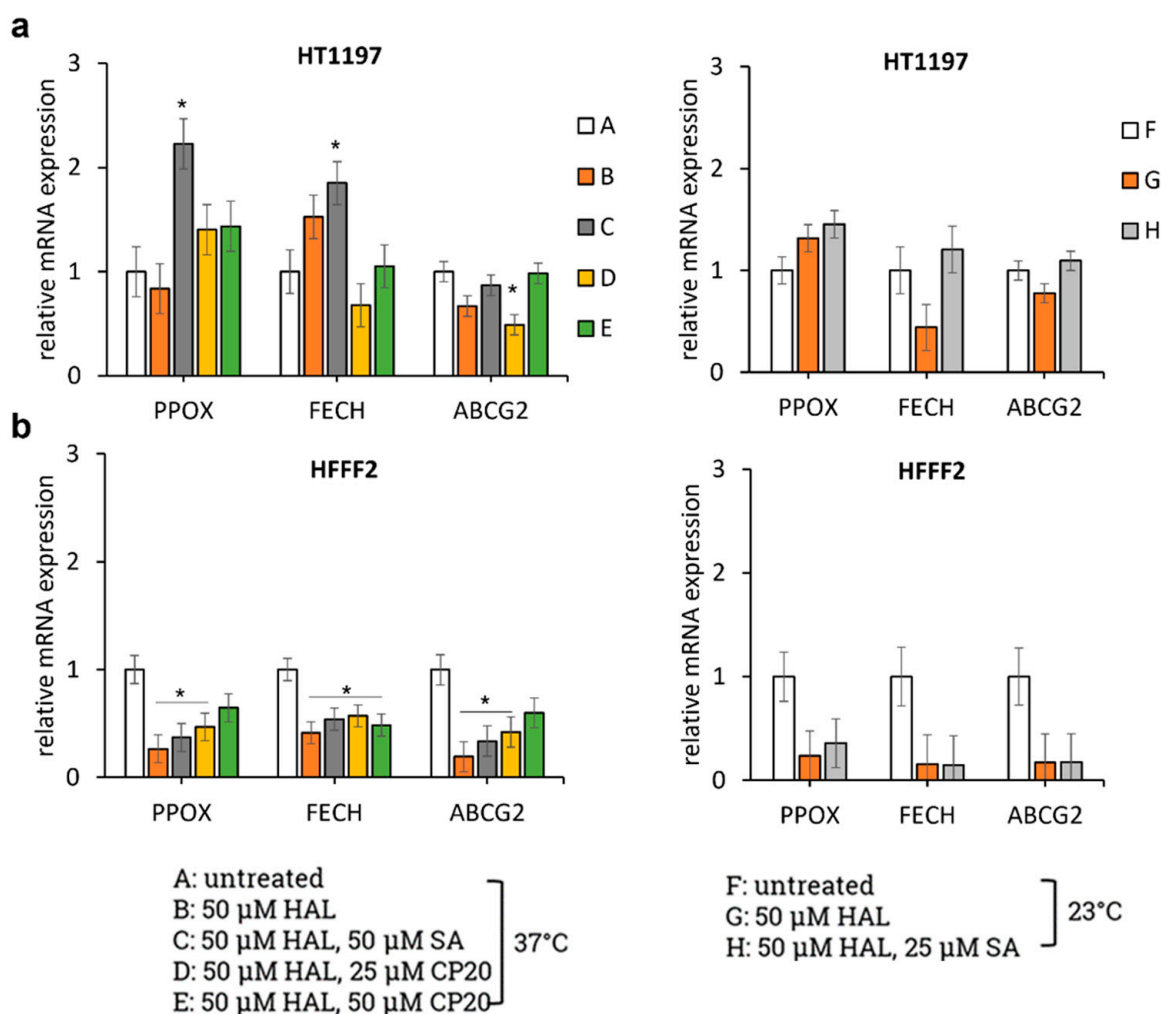 a
HT1197
relative mRNA expression
3
2
1
0
*
*
*
PPOX
FECH
ABCG2
A
B
C
D
E
HT1197
relative mRNA expression
3
2
1
0
PPOX
FECH
ABCG2
F
G
H
b
HFFF2
relative mRNA expression
3
2
1
0
*
*
*
PPOX
FECH
ABCG2
HFFF2
relative mRNA expression
3
2
1
0
PPOX
FECH
ABCG2
A: untreated
B: 50 µM HAL
C: 50 µM HAL, 50 µM SA
D: 50 µM HAL, 25 µM CP20
E: 50 µM HAL, 50 µM CP20
37°C
F: untreated
G: 50 µM HAL
H: 50 µM HAL, 25 µM SA
23°C